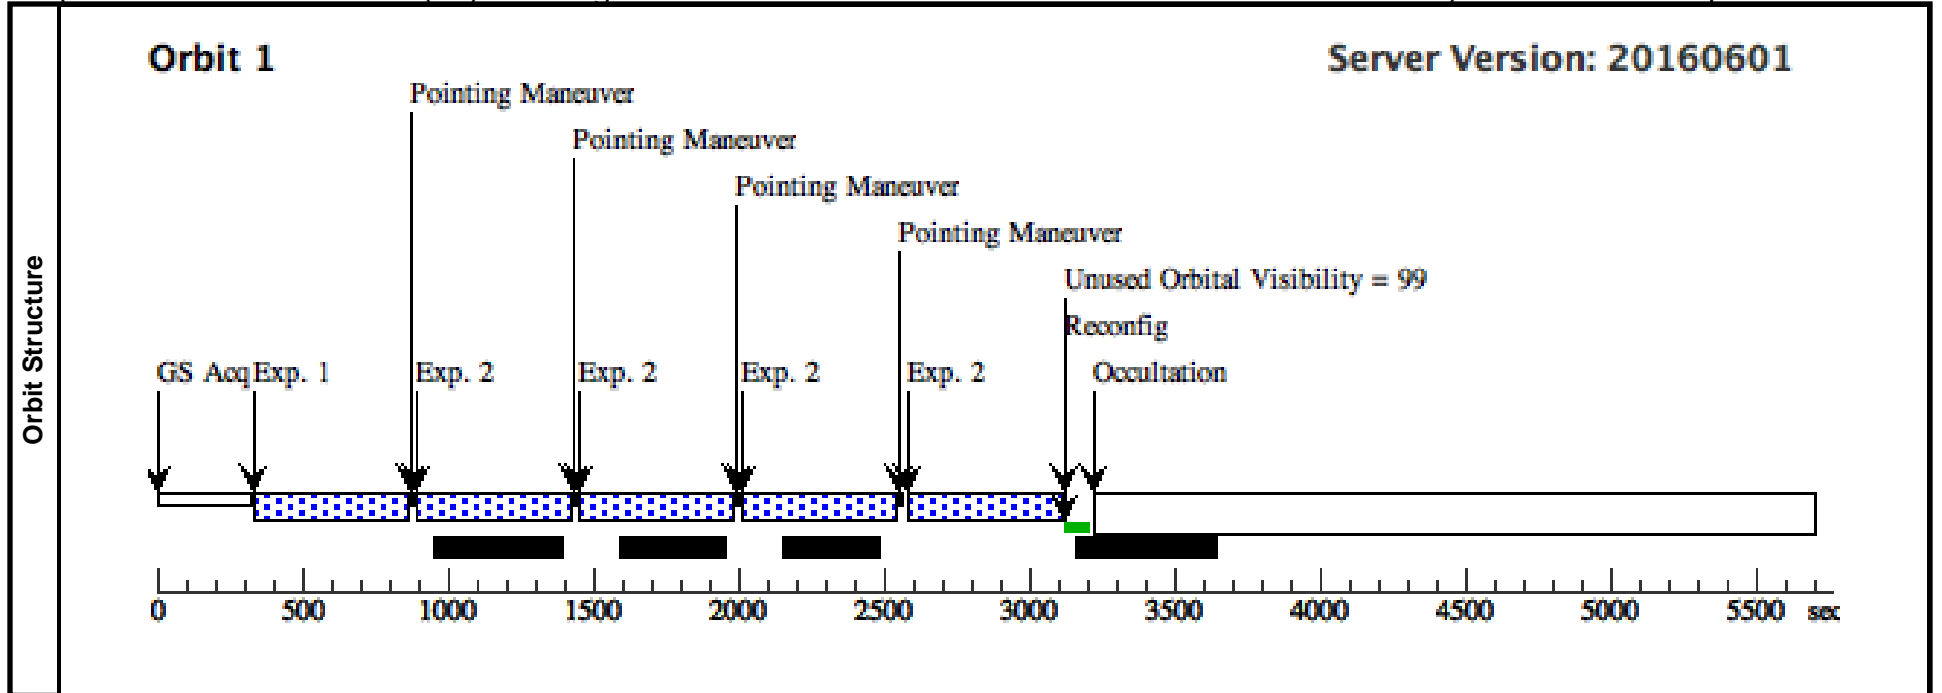 Orbit Structure
Orbit 1
Server Version: 20160601
Pointing Maneuver
Pointing Maneuver
Pointing Maneuver
Pointing Maneuver
Unused Orbital Visibility = 99
Reconfig
GS Acq Exp. 1 Exp. 2 Exp. 2 Exp. 2 Exp. 2 Occultation
0 500 1000 1500 2000 2500 3000 3500 4000 4500 5000 5500 sec